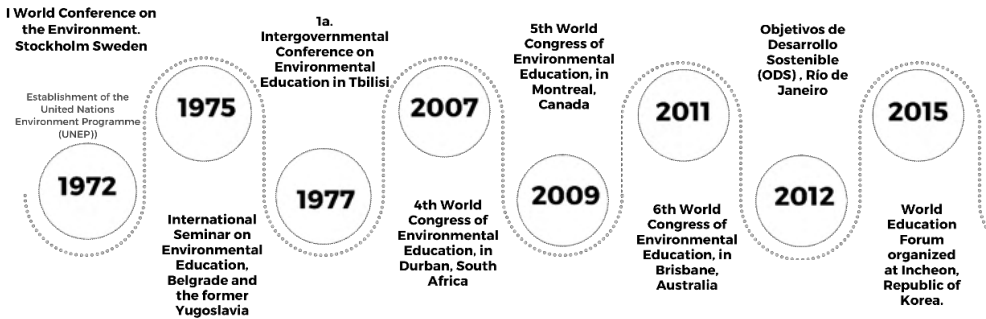 I World Conference on
the Environment.
Stockholm Sweden
Establishment of the
United Nations
Environment Programme
(UNEP))
1972
1975
International
Seminar on
Environmental
Education,
Belgrade and
the former
Yugoslavia
1a.
Intergovernmental
Conference on
Environmental
Education in Tbilisi
1977
2007
4th World
Congress of
Environmental
Education, in
Durban, South
Africa
5th World
Congress of
Environmental
Education, in
Montreal,
Canada
2009
2011
6th World
Congress of
Environmental
Education, in
Brisbane,
Australia
Objetivos de
Desarrollo
Sostenible
(ODS) , Río de
Janeiro
2012
2015
World
Education
Forum
organized
at Incheon,
Republic of
Korea.